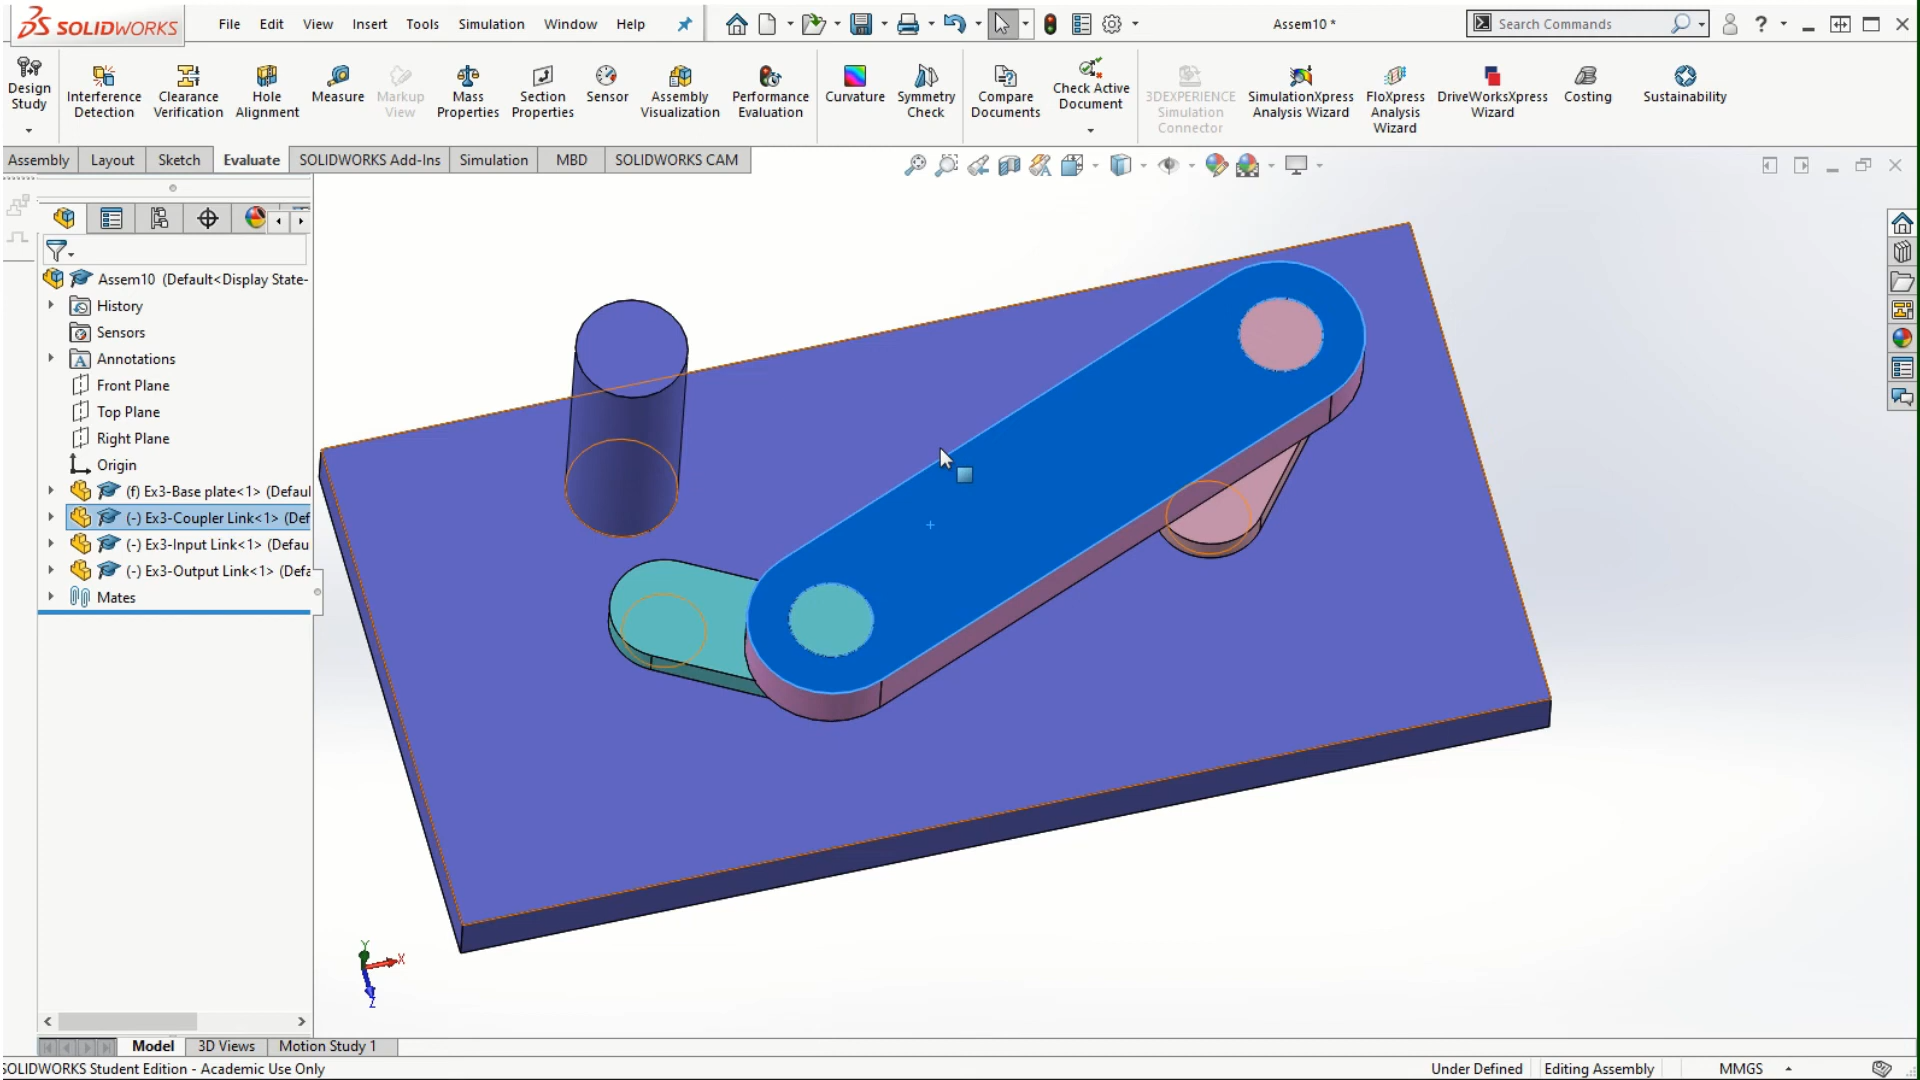 SOLIDWORKS
File Edit View Insert Tools Simulation Window Help
Assem10 *
Search Commands
?
Design Study
Interference Detection
Clearance Verification
Hole Alignment
Measure
Markup View
Mass Properties
Section Properties
Sensor
Assembly Visualization
Performance Evaluation
Curvature
Symmetry Check
Compare Documents
Check Active Document
3DEXPERIENCE Simulation Connector
SimulationXpress Analysis Wizard
FloXpress Analysis Wizard
DriveWorksXpress Wizard
Costing
Sustainability
Assembly Layout Sketch Evaluate SOLIDWORKS Add-Ins Simulation MBD SOLIDWORKS CAM
Assem10 (Default<Display State-
History
Sensors
Annotations
Front Plane
Top Plane
Right Plane
Origin
(f) Ex3-Base plate<1> (Defaul
(-) Ex3-Coupler Link<1> (Def
(-) Ex3-Input Link<1> (Defau
(-) Ex3-Output Link<1> (Defa
Mates
Y
X
Z
Model 3D Views Motion Study 1
SOLIDWORKS Student Edition - Academic Use Only
Under Defined Editing Assembly MMGS